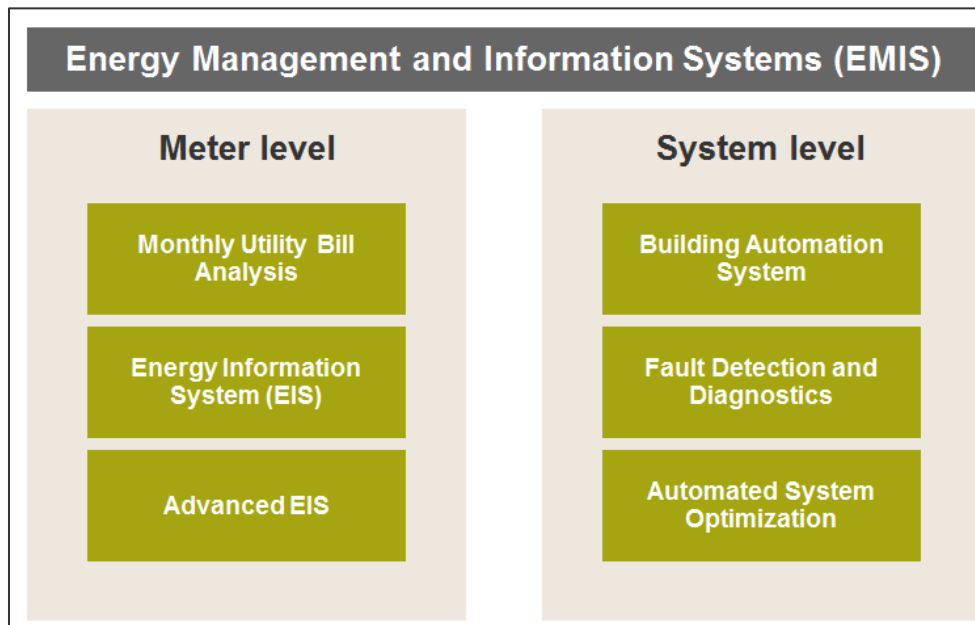 Energy Management and Information Systems (EMIS)
Meter level
Monthly Utility Bill
Analysis
Energy Information
System (EIS)
Advanced EIS
System level
Building Automation
System
Fault Detection and
Diagnostics
Automated System
Optimization